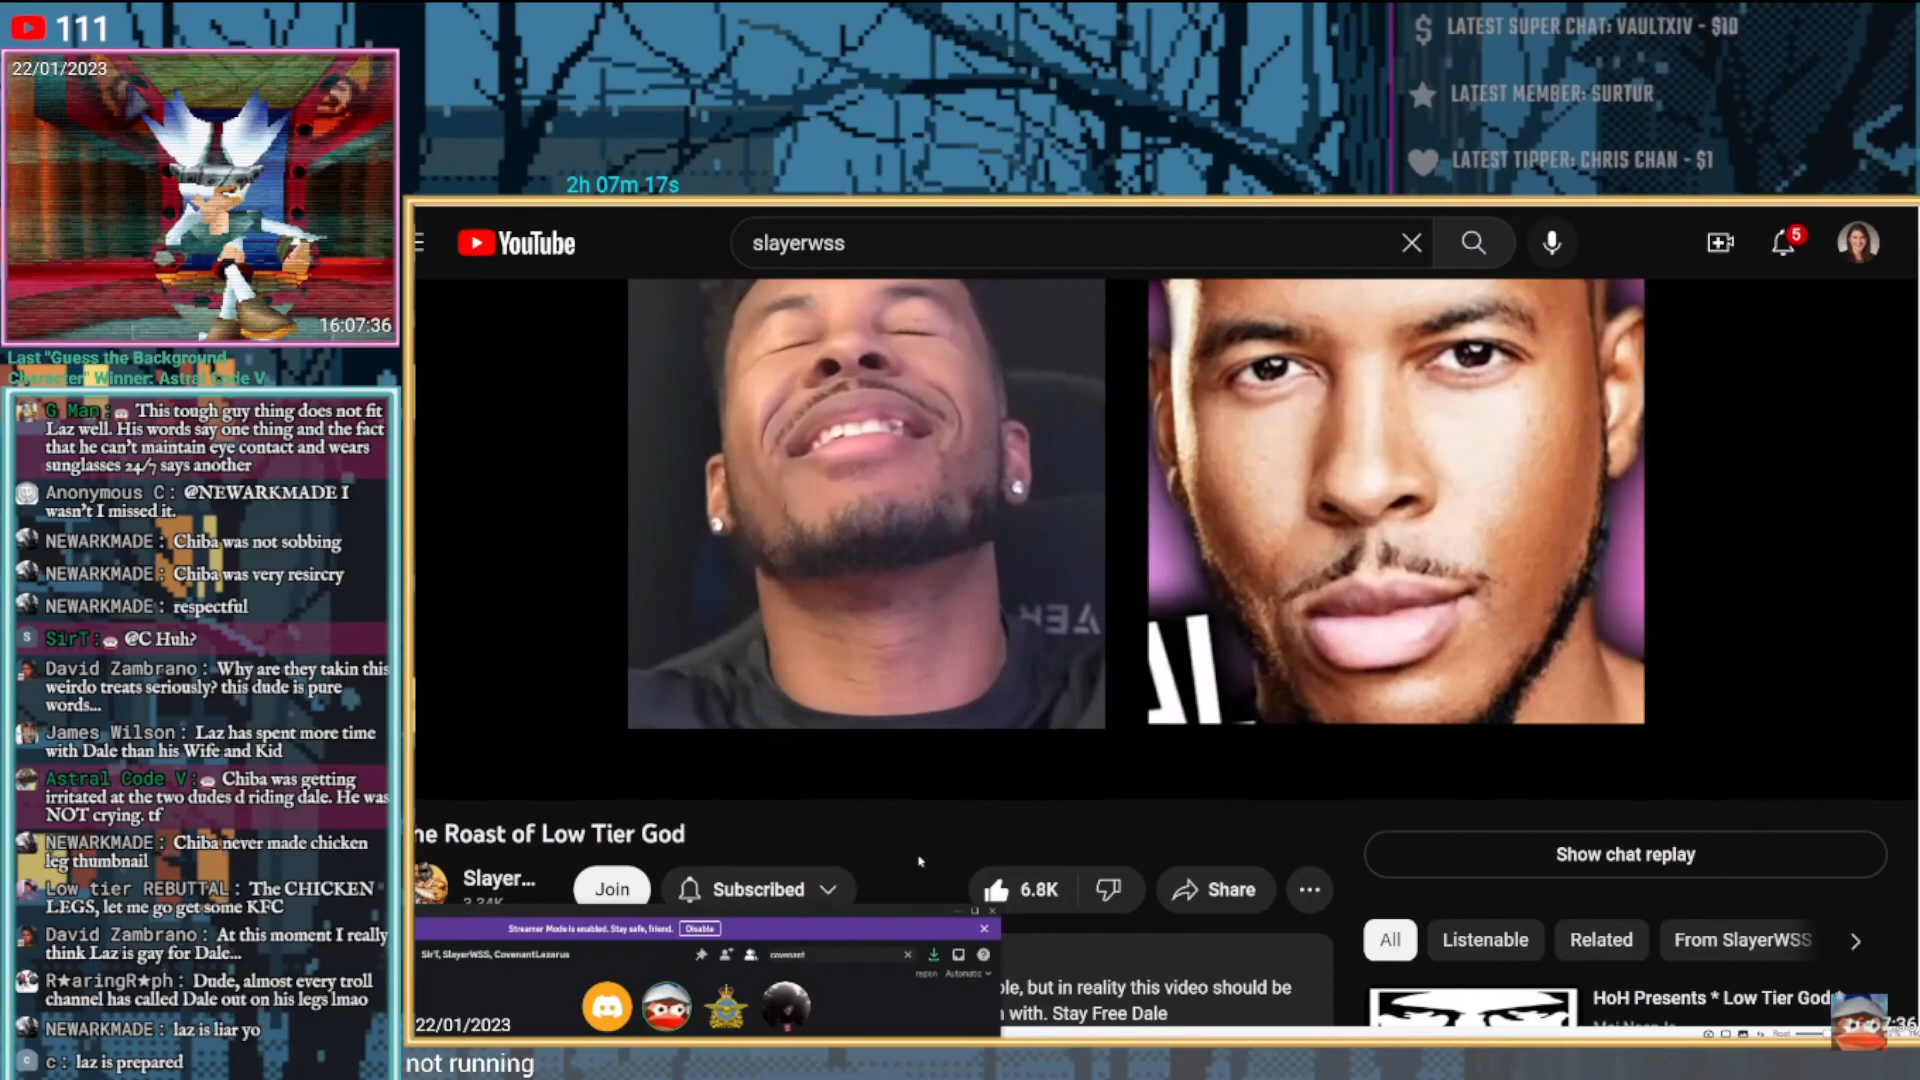 111
22/01/2023
16:07:36
Last "Guess the Background
Character" Winner: Astral Code V
G Man: This tough guy thing does not fit
Laz well. His words say one thing and the fact
that he can't maintain eye contact and wears
sunglasses 24/7 says another
Anonymous C: @NEWARKMADE I
wasn't I missed it.
NEWARKMADE: Chiba was not sobbing
NEWARKMADE: Chiba was very resircry
NEWARKMADE: respectful
S SirT: @C Huh?
David Zambrano: Why are they takin this
weirdo treats seriously? this dude is pure
words...
James Wilson: Laz has spent more time
with Dale than his Wife and Kid
Astral Code V: Chiba was getting
irritated at the two dudes d riding dale. He was
NOT crying. tf
NEWARKMADE: Chiba never made chicken
leg thumbnail
Low tier REBUTTAL: The CHICKEN
LEGS, let me go get some KFC
David Zambrano: At this moment I really
think Laz is gay for Dale...
R★aringR★ph: Dude, almost every troll
channel has called Dale out on his legs lmao
NEWARKMADE: laz is liar yo
c c: laz is prepared
$ LATEST SUPER CHAT: VAULTXIV - $10
LATEST MEMBER: SURTUR
LATEST TIPPER: CHRIS CHAN - $1
2h 07m 17s
YouTube
slayerwss
5
he Roast of Low Tier God
Slayer...
3.34K
Join
Subscribed
6.8K
Share
Show chat replay
All
Listenable
Related
From SlayerWSS
Streamer Mode is enabled. Stay safe, friend.
Disable
SirT, SlayerWSS, CovenantLazarus
covenant
region Automatic
22/01/2023
ble, but in reality this video should be
with. Stay Free Dale
HoH Presents * Low Tier God *
7:36
not running